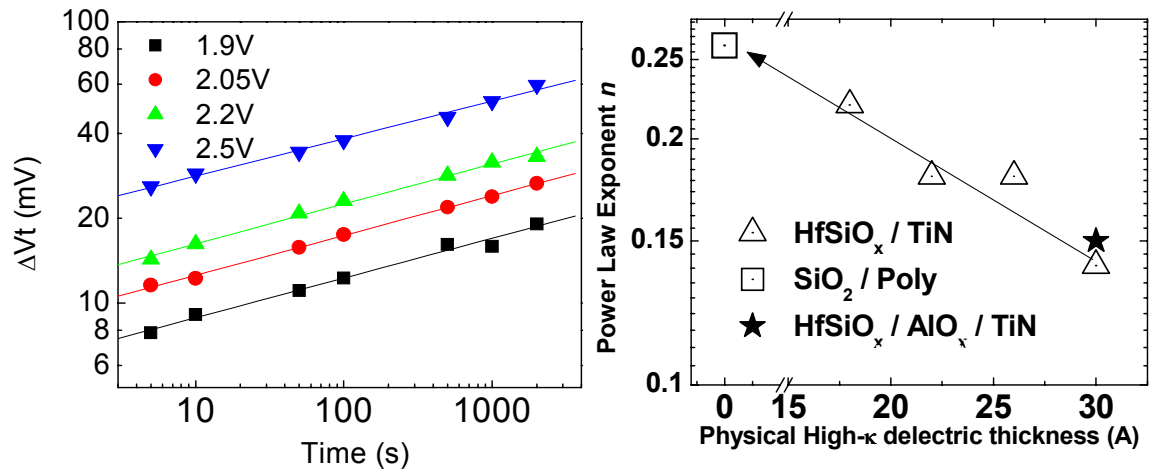 100
80
60
40
20
10
8
6
ΔVt (mV)
1.9V
2.05V
2.2V
2.5V
10
100
1000
Time (s)
0.25
0.2
0.15
0.1
Power Law Exponent n
HfSiOx / TiN
SiO2 / Poly
HfSiOx / AlOx / TiN
0
15
20
25
30
Physical High-κ delectric thickness (A)